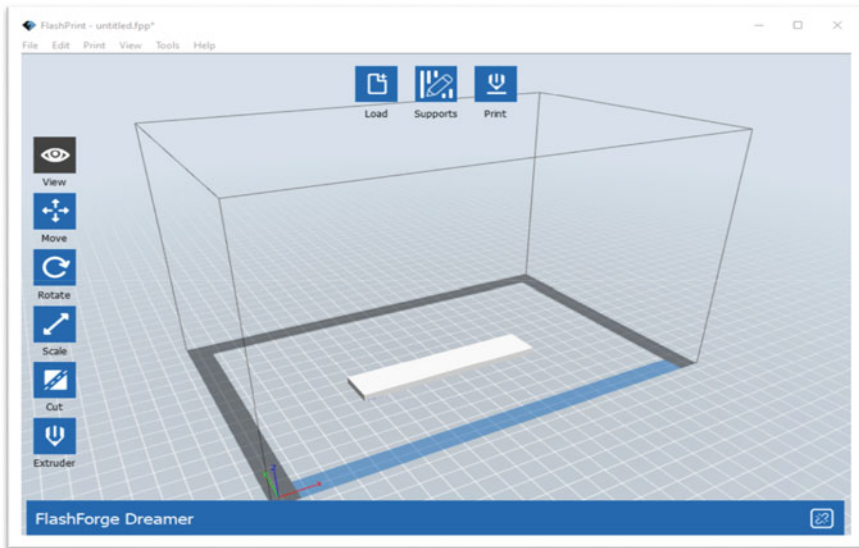 FlashPrint - untitled.fpp*
File Edit Print View Tools Help
Load Supports Print
View
Move
Rotate
Scale
Cut
Extruder
Z
FlashForge Dreamer